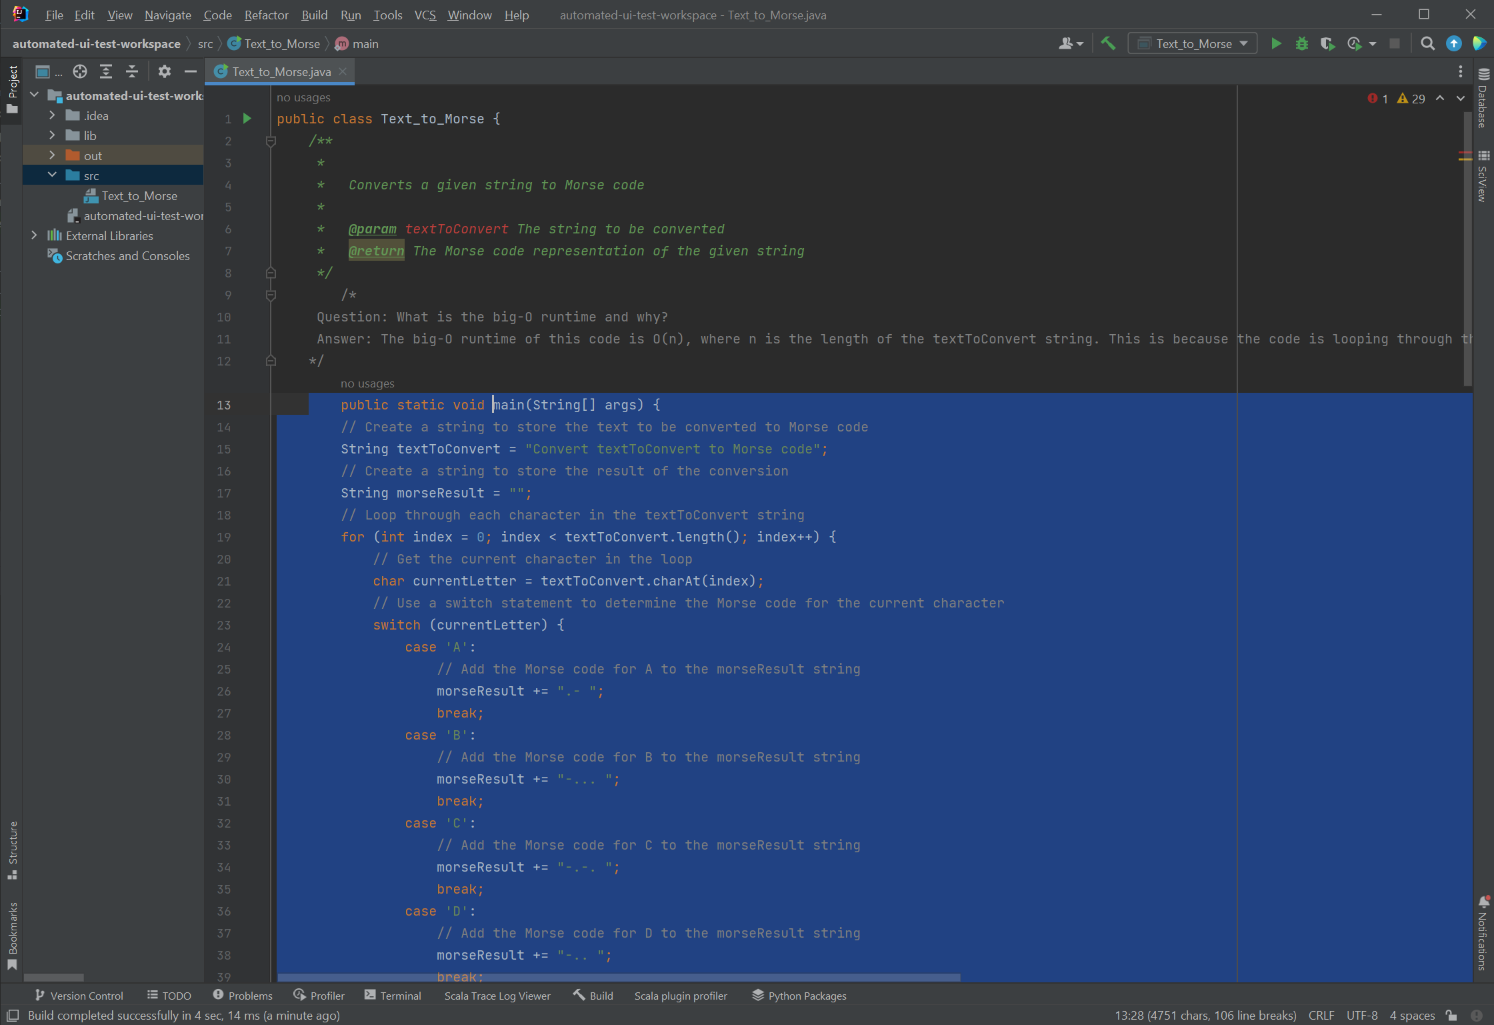 File Edit View Navigate Code Refactor Build Run Tools VCS Window Help automated-ui-test-workspace - Text_to_Morse.java
automated-ui-test-workspace src Text_to_Morse main Text_to_Morse
Project
... Text_to_Morse.java
automated-ui-test-work
.idea
lib
out
src
Text_to_Morse
automated-ui-test-wor
External Libraries
Scratches and Consoles
Structure
Bookmarks
no usages
1 29
1 public class Text_to_Morse {
2 /**
3 *
4 * Converts a given string to Morse code
5 *
6 * @param textToConvert The string to be converted
7 * @return The Morse code representation of the given string
8 */
9 /*
10 Question: What is the big-O runtime and why?
11 Answer: The big-O runtime of this code is O(n), where n is the length of the textToConvert string. This is because the code is looping through th
12 */
no usages
13 public static void main(String[] args) {
14 // Create a string to store the text to be converted to Morse code
15 String textToConvert = "Convert textToConvert to Morse code";
16 // Create a string to store the result of the conversion
17 String morseResult = "";
18 // Loop through each character in the textToConvert string
19 for (int index = 0; index < textToConvert.length(); index++) {
20 // Get the current character in the loop
21 char currentLetter = textToConvert.charAt(index);
22 // Use a switch statement to determine the Morse code for the current character
23 switch (currentLetter) {
24 case 'A':
25 // Add the Morse code for A to the morseResult string
26 morseResult += ".- ";
27 break;
28 case 'B':
29 // Add the Morse code for B to the morseResult string
30 morseResult += "-... ";
31 break;
32 case 'C':
33 // Add the Morse code for C to the morseResult string
34 morseResult += "-.-. ";
35 break;
36 case 'D':
37 // Add the Morse code for D to the morseResult string
38 morseResult += "-.. ";
39 break;
Database
SciView
Notifications
Version Control TODO Problems Profiler Terminal Scala Trace Log Viewer Build Scala plugin profiler Python Packages
Build completed successfully in 4 sec, 14 ms (a minute ago) 13:28 (4751 chars, 106 line breaks) CRLF UTF-8 4 spaces